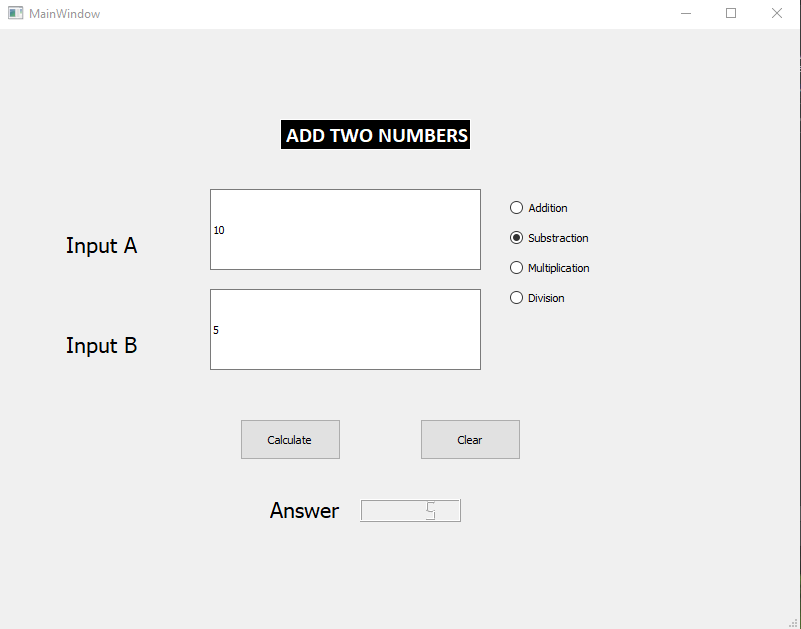 MainWindow
ADD TWO NUMBERS
Input A
10
Addition
Substraction
Multiplication
Division
Input B
5
Calculate
Clear
Answer
5